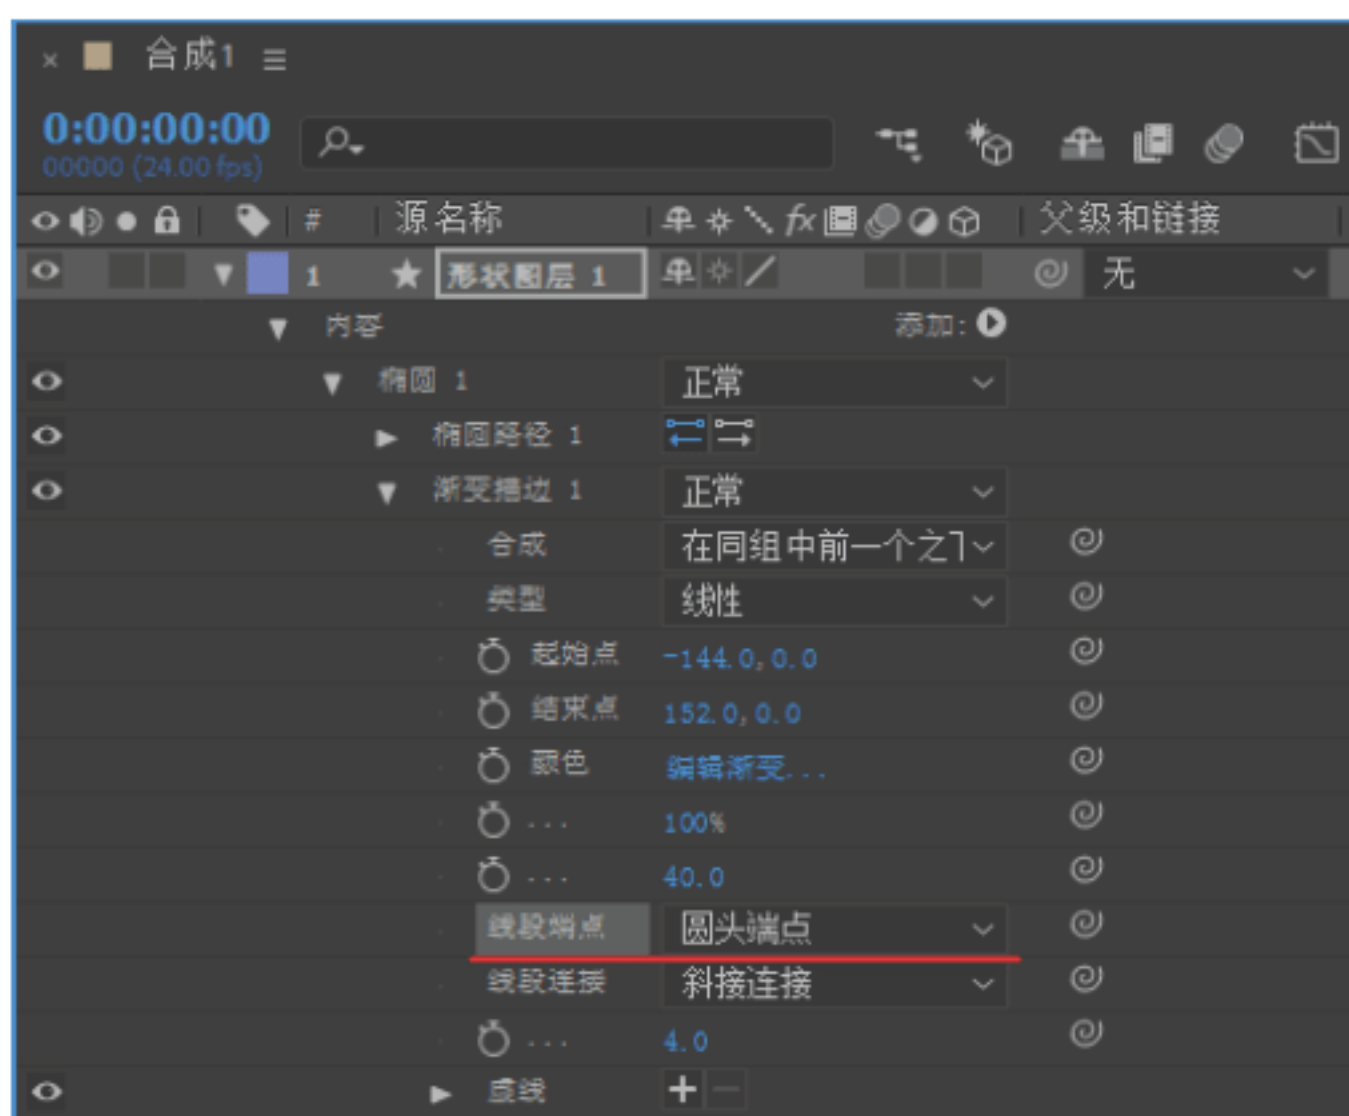 合成1
0:00:00:00
00000 (24.00 fps)
# 源名称 fx 父级和链接
1 形状图层 1 无
内容 添加:
椭圆 1 正常
椭圆路径 1
渐变描边 1 正常
合成 在同组中前一个之下
类型 线性
起始点 -144.0,0.0
结束点 152.0,0.0
颜色 编辑渐变...
... 100%
... 40.0
线段端点 圆头端点
线段连接 斜接连接
... 4.0
虚线